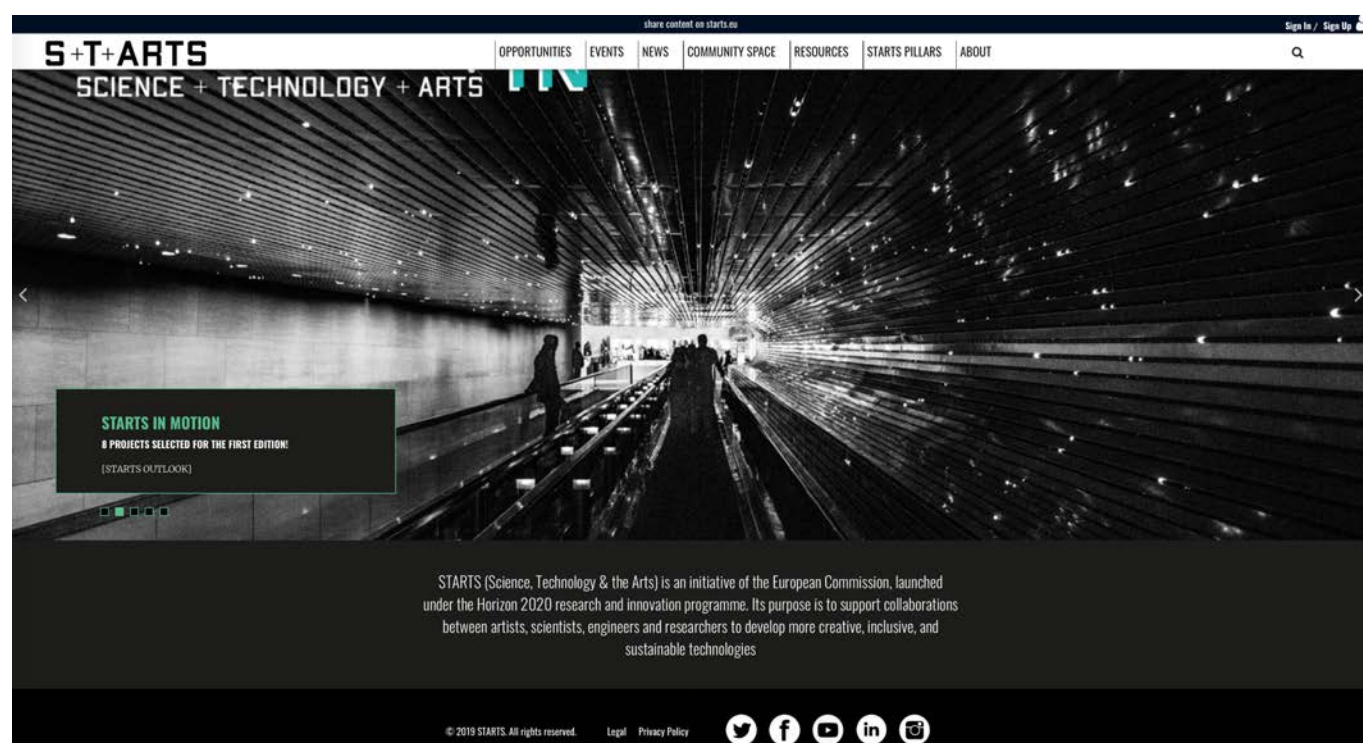 share content on starts.eu
Sign In / Sign Up
S+T+ARTS
OPPORTUNITIES EVENTS NEWS COMMUNITY SPACE RESOURCES STARTS PILLARS ABOUT
SCIENCE + TECHNOLOGY + ARTS
STARTS IN MOTION
8 PROJECTS SELECTED FOR THE FIRST EDITION!
[STARTS OUTLOOK]
STARTS (Science, Technology & the Arts) is an initiative of the European Commission, launched
under the Horizon 2020 research and innovation programme. Its purpose is to support collaborations
between artists, scientists, engineers and researchers to develop more creative, inclusive, and
sustainable technologies
© 2019 STARTS. All rights reserved. Legal Privacy Policy